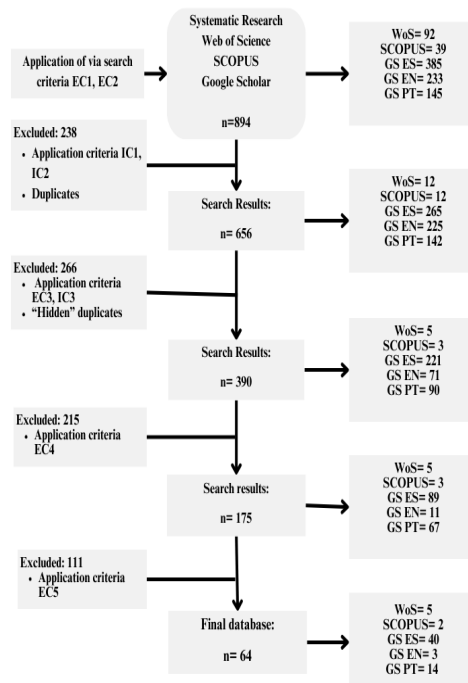 Systematic Research
Web of Science
SCOPUS
Google Scholar
n=894
Application of via search
criteria EC1, EC2
WoS= 92
SCOPUS= 39
GS ES= 385
GS EN= 233
GS PT= 145
Excluded: 238
• Application criteria IC1,
IC2
• Duplicates
Search Results:
n= 656
WoS= 12
SCOPUS= 12
GS ES= 265
GS EN= 225
GS PT= 142
Excluded: 266
• Application criteria
EC3, IC3
• “Hidden” duplicates
Search Results:
n= 390
WoS= 5
SCOPUS= 3
GS ES= 221
GS EN= 71
GS PT= 90
Excluded: 215
• Application criteria
EC4
Search results:
n= 175
WoS= 5
SCOPUS= 3
GS ES= 89
GS EN= 11
GS PT= 67
Excluded: 111
• Application criteria
EC5
Final database:
n= 64
WoS= 5
SCOPUS= 2
GS ES= 40
GS EN= 3
GS PT= 14